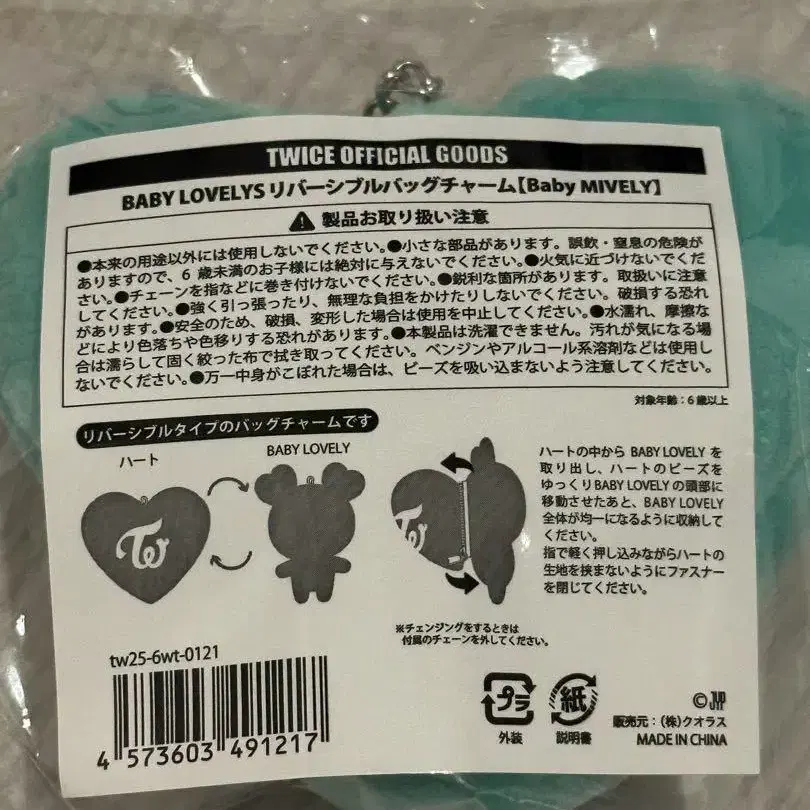 TWICE OFFICIAL GOODS
BABY LOVELYS リバーシブルバッグチャーム【Baby MIVELY】
製品お取り扱い注意
●本来の用途以外には使用しないでください。●小さな部品があります。誤飲・窒息の危険が
ありますので、6歳未満のお子様には絶対に与えないでください。●火気に近づけないでくだ
さい。●チェーンを指などに巻き付けないでください。●鋭利な箇所があります。取扱いに注意
してください。●強く引っ張ったり、無理な負担をかけたりしないでください。破損する恐れ
があります。●安全のため、破損、変形した場合は使用を中止してください。●水濡れ、摩擦な
どにより色落ちや色移りする恐れがあります。●本製品は洗濯できません。汚れが気になる場
合は濡らして固く絞った布で拭き取ってください。ベンジンやアルコール系溶剤などは使用し
ないでください。●万一中身がこぼれた場合は、ビーズを吸い込まないよう注意してください。
対象年齢：6歳以上
リバーシブルタイプのバッグチャームです
ハート
BABY LOVELY
ハートの中から BABY LOVELY を
取り出し、ハートのビーズを
ゆっくり BABY LOVELY の頭部に
移動させたあと、BABY LOVELY
全体が均一になるように収納して
ください。
指で軽く押し込みながらハートの
生地を挟まないようにファスナー
を閉じてください。
※チェンジングをするときは
付属のチェーンを外してください。
tw25-6wt-0121
4 573603 491217
プラ
外装
紙
説明書
©JYP
販売元：(株)クオラス
MADE IN CHINA